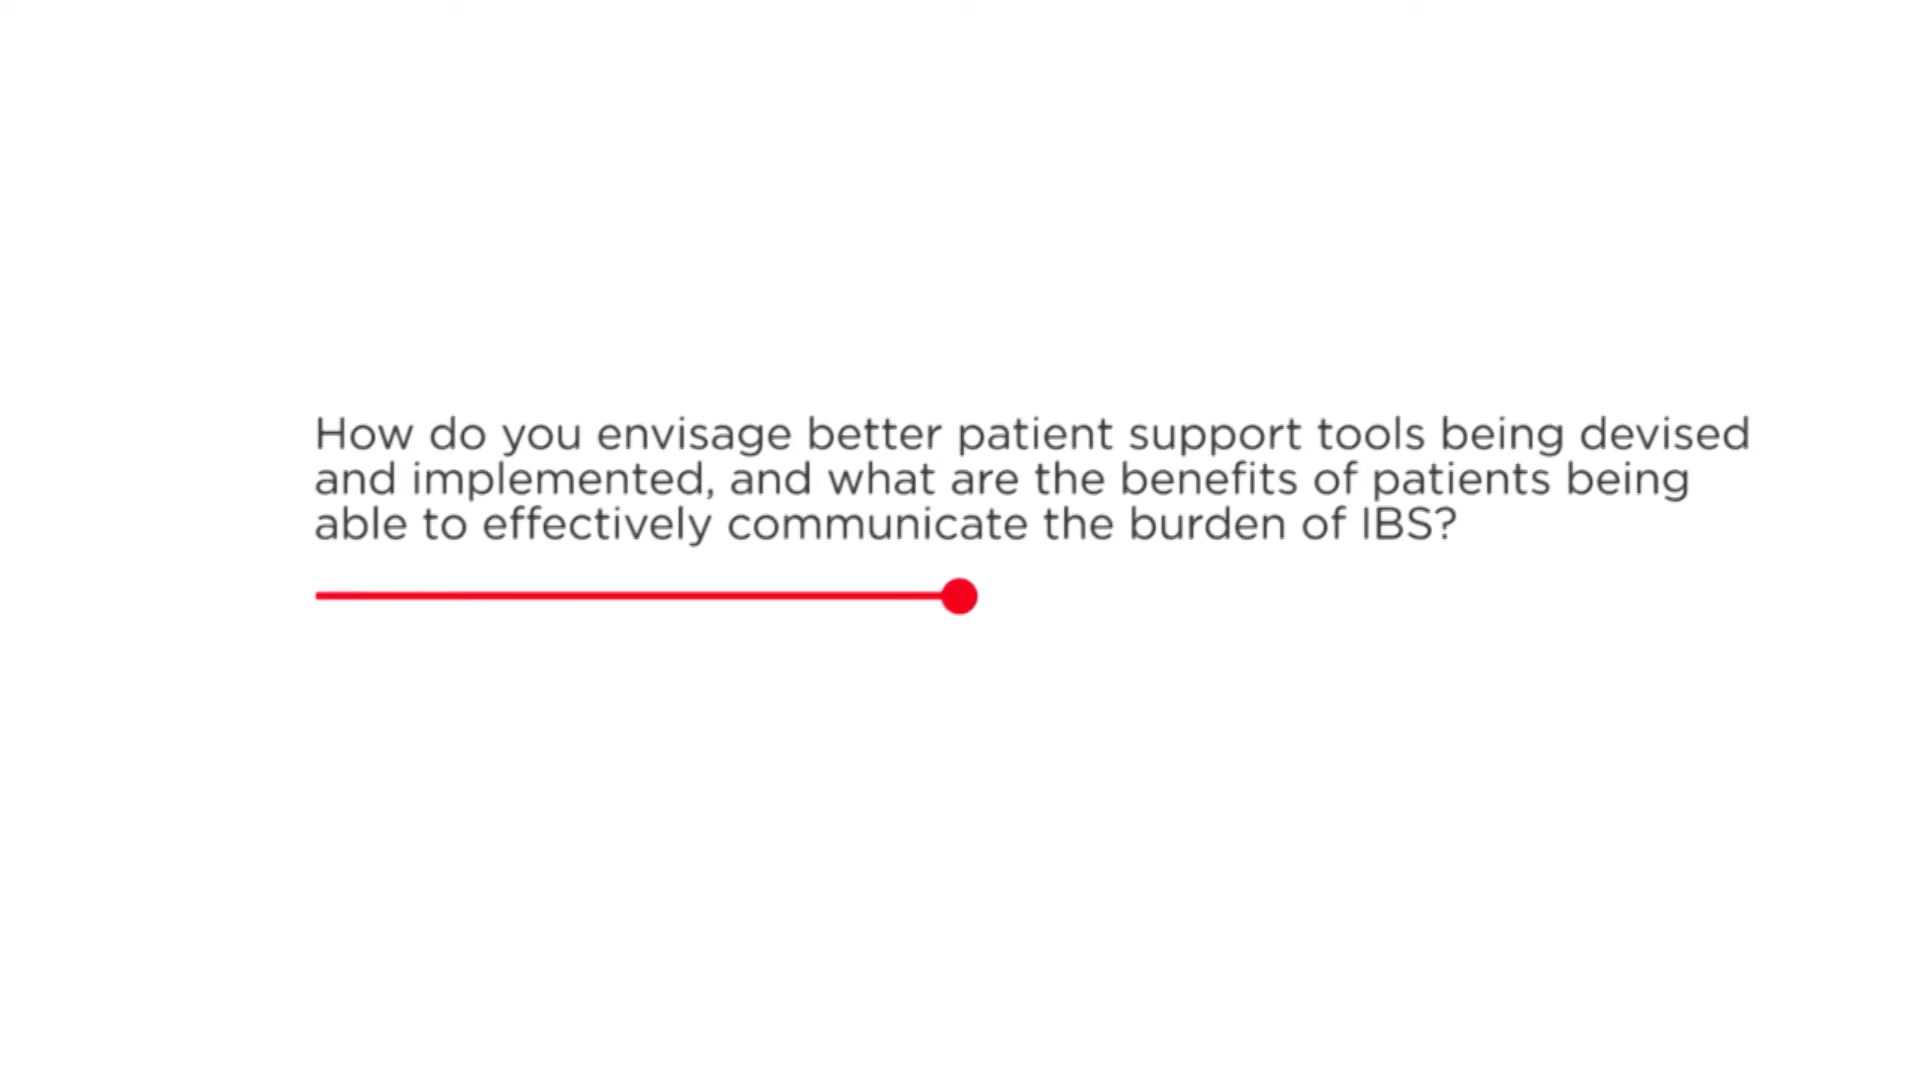 How do you envisage better patient support tools being devised
and implemented, and what are the benefits of patients being
able to effectively communicate the burden of IBS?